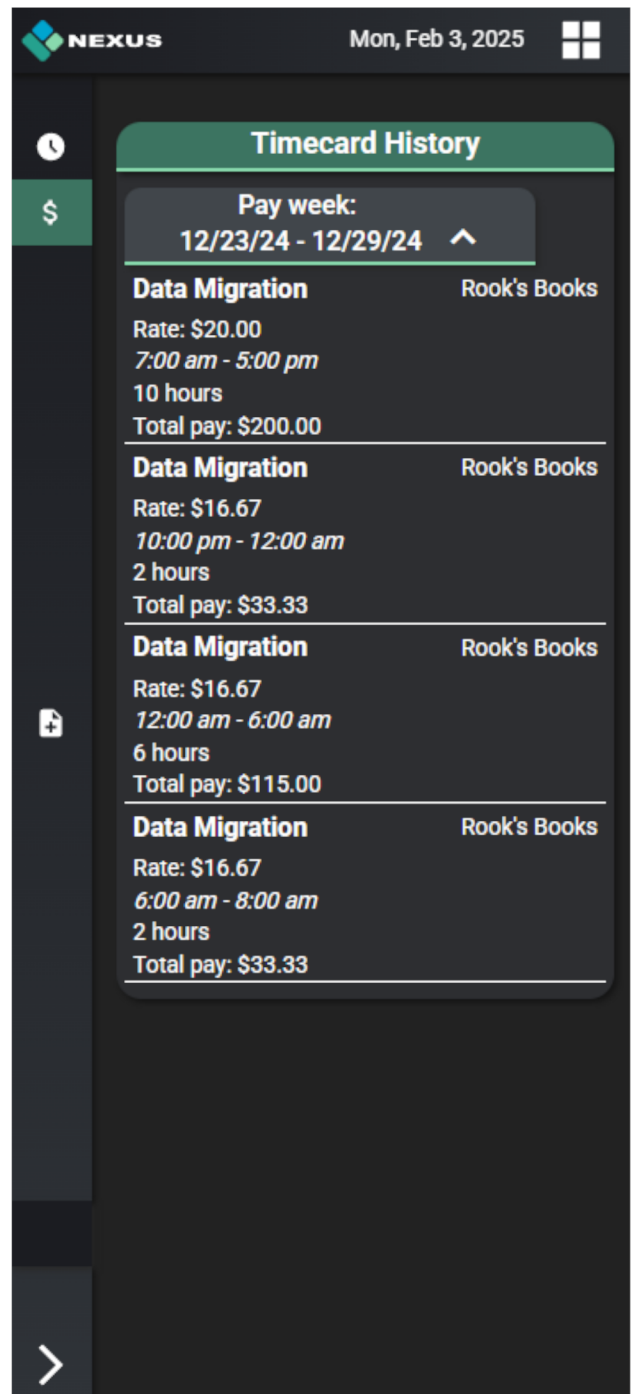 NEXUS Mon, Feb 3, 2025
Timecard History
$
Pay week:
12/23/24 - 12/29/24
Data Migration Rook's Books
Rate: $20.00
7:00 am - 5:00 pm
10 hours
Total pay: $200.00
Data Migration Rook's Books
Rate: $16.67
10:00 pm - 12:00 am
2 hours
Total pay: $33.33
Data Migration Rook's Books
Rate: $16.67
12:00 am - 6:00 am
6 hours
Total pay: $115.00
Data Migration Rook's Books
Rate: $16.67
6:00 am - 8:00 am
2 hours
Total pay: $33.33